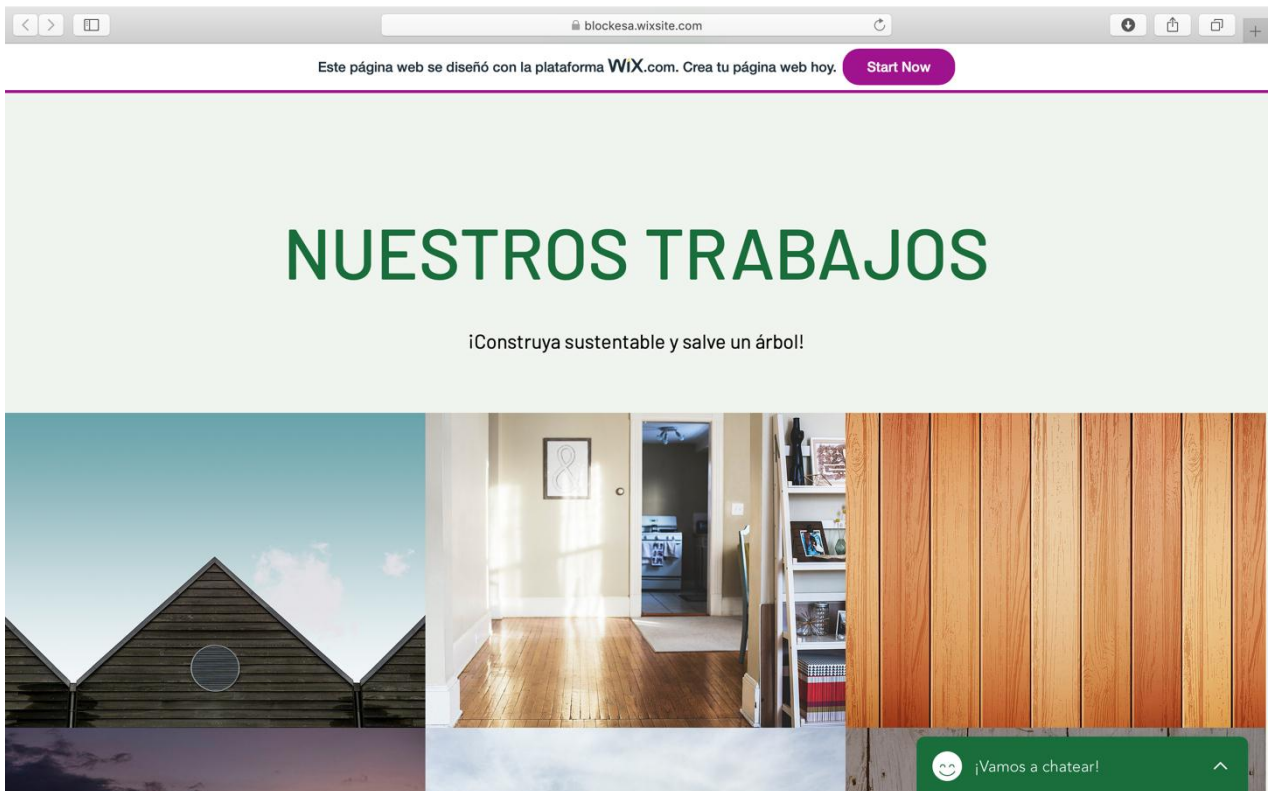 blockesa.wixsite.com
Este página web se diseñó con la plataforma WiX.com. Crea tu página web hoy. Start Now
NUESTROS TRABAJOS
¡Construya sustentable y salve un árbol!
¡Vamos a chatear!